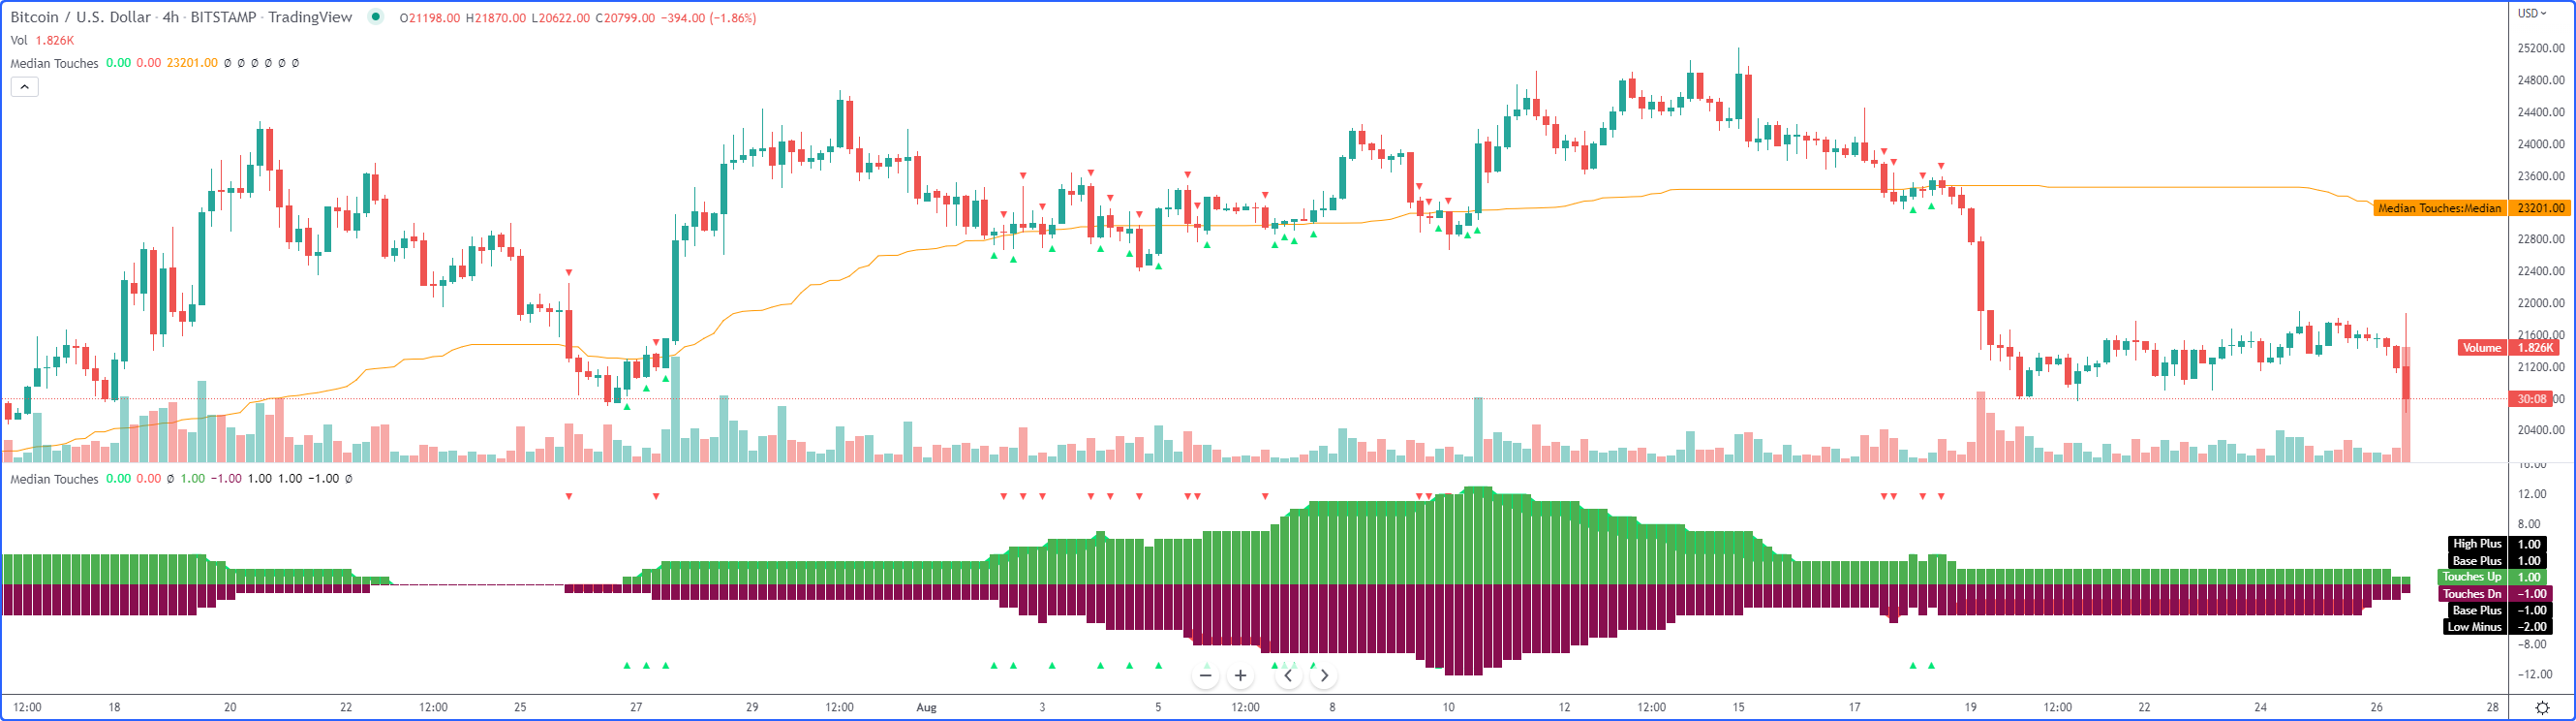 Bitcoin / U.S. Dollar · 4h · BITSTAMP · TradingView O21198.00 H21870.00 L20622.00 C20799.00 −394.00 (−1.86%)
USD
Vol 1.826K
Median Touches 0.00 0.00 23201.00 Ø Ø Ø Ø Ø Ø
25200.00
24800.00
24400.00
24000.00
23600.00
Median Touches:Median 23201.00
22800.00
22400.00
22000.00
21600.00
Volume 1.826K
21200.00
30:08
20400.00
16.00
Median Touches 0.00 0.00 Ø 1.00 −1.00 1.00 1.00 −1.00 Ø
12.00
8.00
High Plus 1.00
Base Plus 1.00
Touches Up 1.00
Touches Dn −1.00
Base Plus −1.00
Low Minus −2.00
−8.00
−12.00
12:00 18 20 22 12:00 25 27 29 12:00 Aug 3 5 12:00 8 10 12 12:00 15 17 19 12:00 22 24 26 28